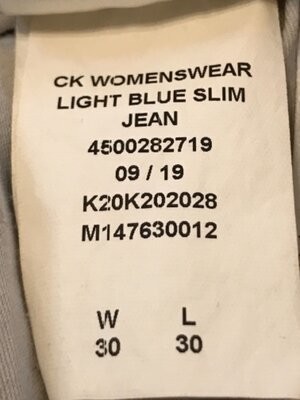 CK WOMENSWEAR
LIGHT BLUE SLIM
JEAN
4500282719
09 / 19
K20K202028
M147630012
W L
30 30